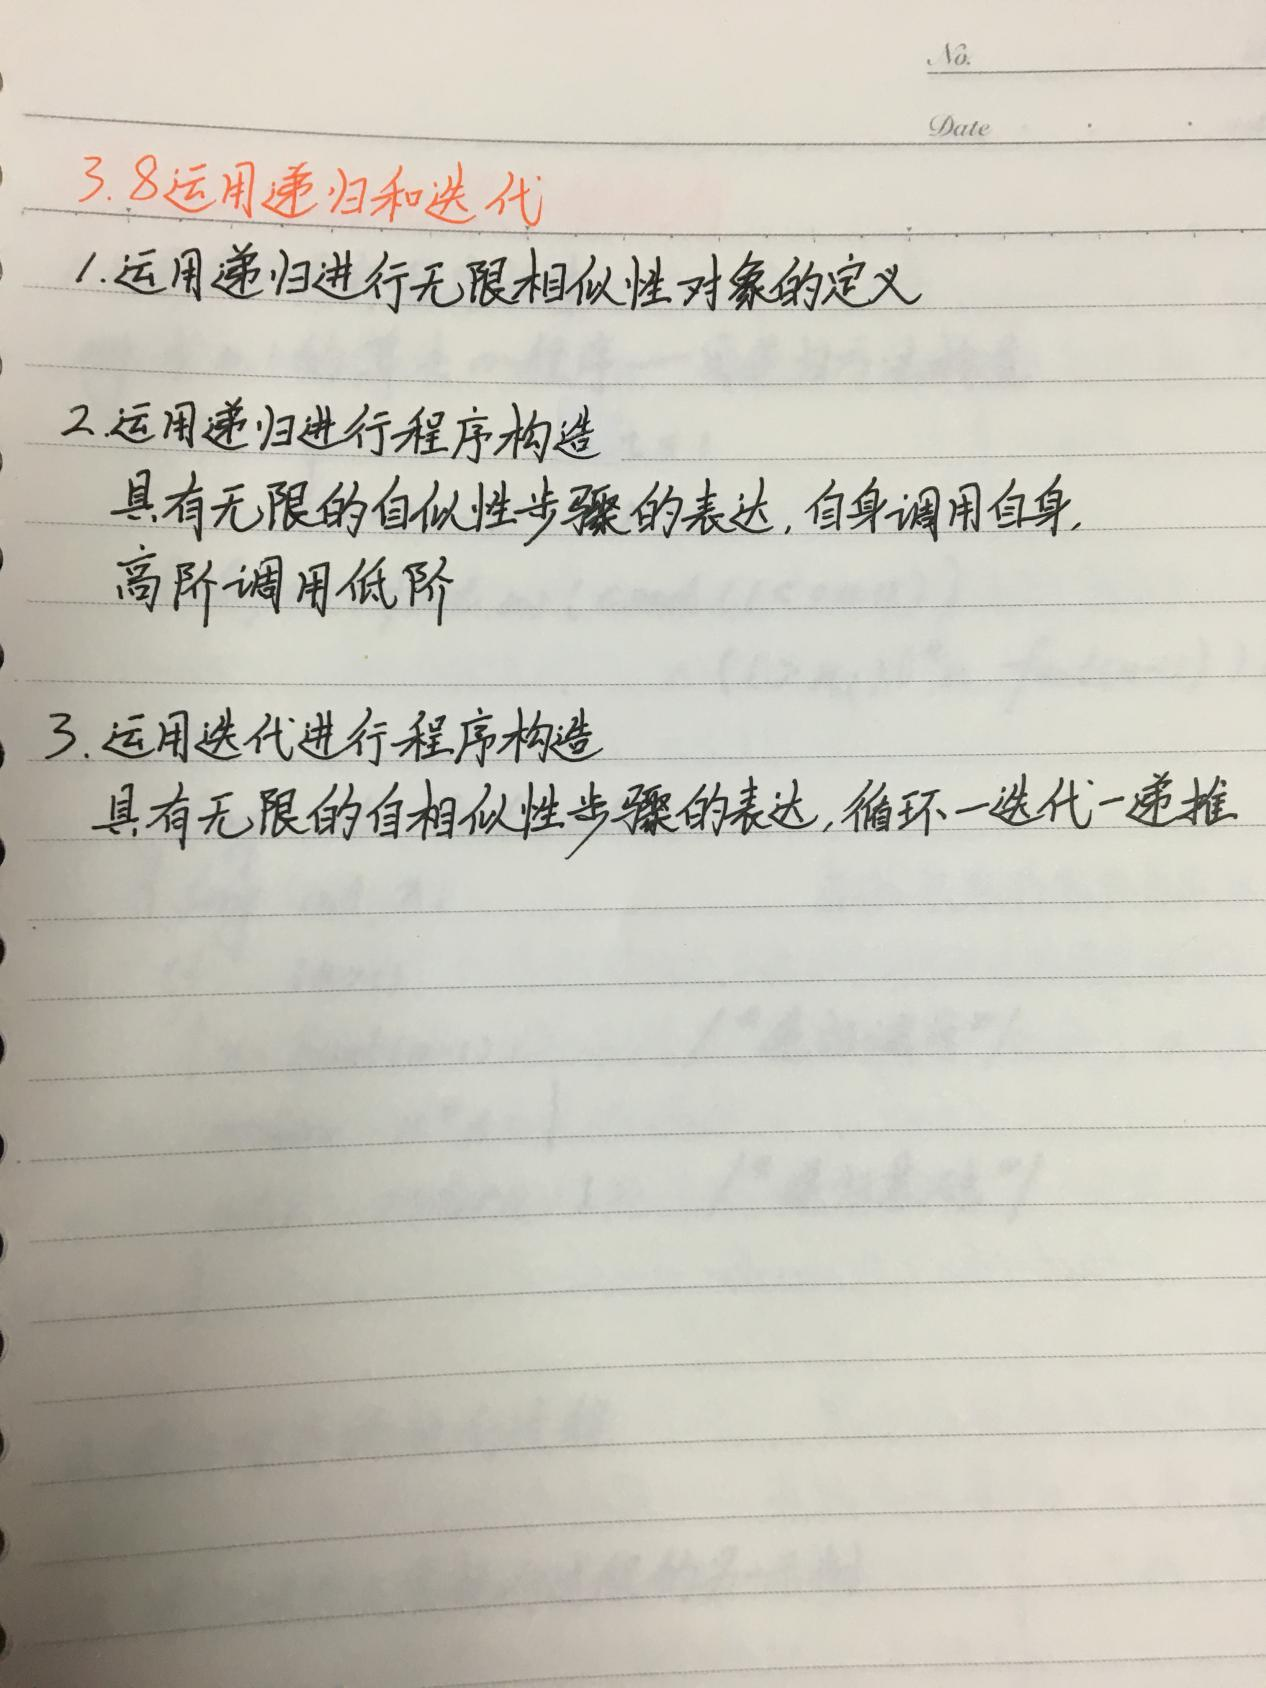 No.
Date
3.8运用递归和迭代
1.运用递归进行无限相似性对象的定义
2.运用递归进行程序构造
具有无限的自似性步骤的表达,自身调用自身,
高阶调用低阶
3.运用迭代进行程序构造
具有无限的自相似性步骤的表达,循环—迭代—递推